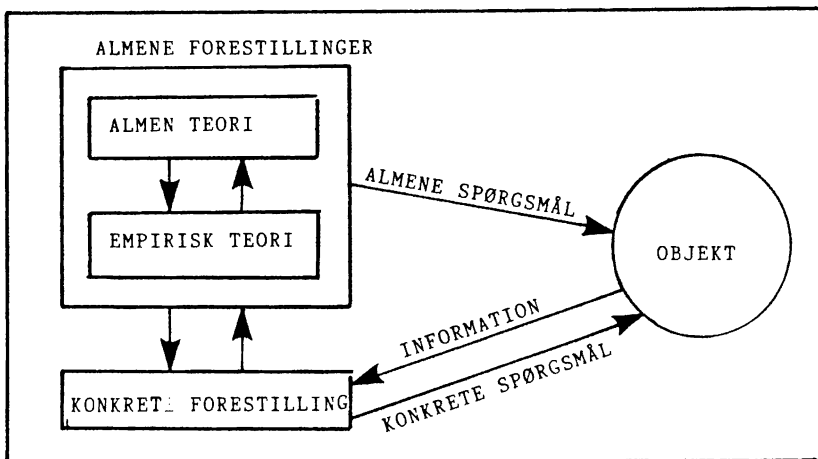 ALMENE FORESTILLINGER
ALMEN TEORI
EMPIRISK TEORI
ALMENE SPØRGSMÅL
OBJEKT
INFORMATION
KONKRETE SPØRGSMÅL
KONKRETE FORESTILLING